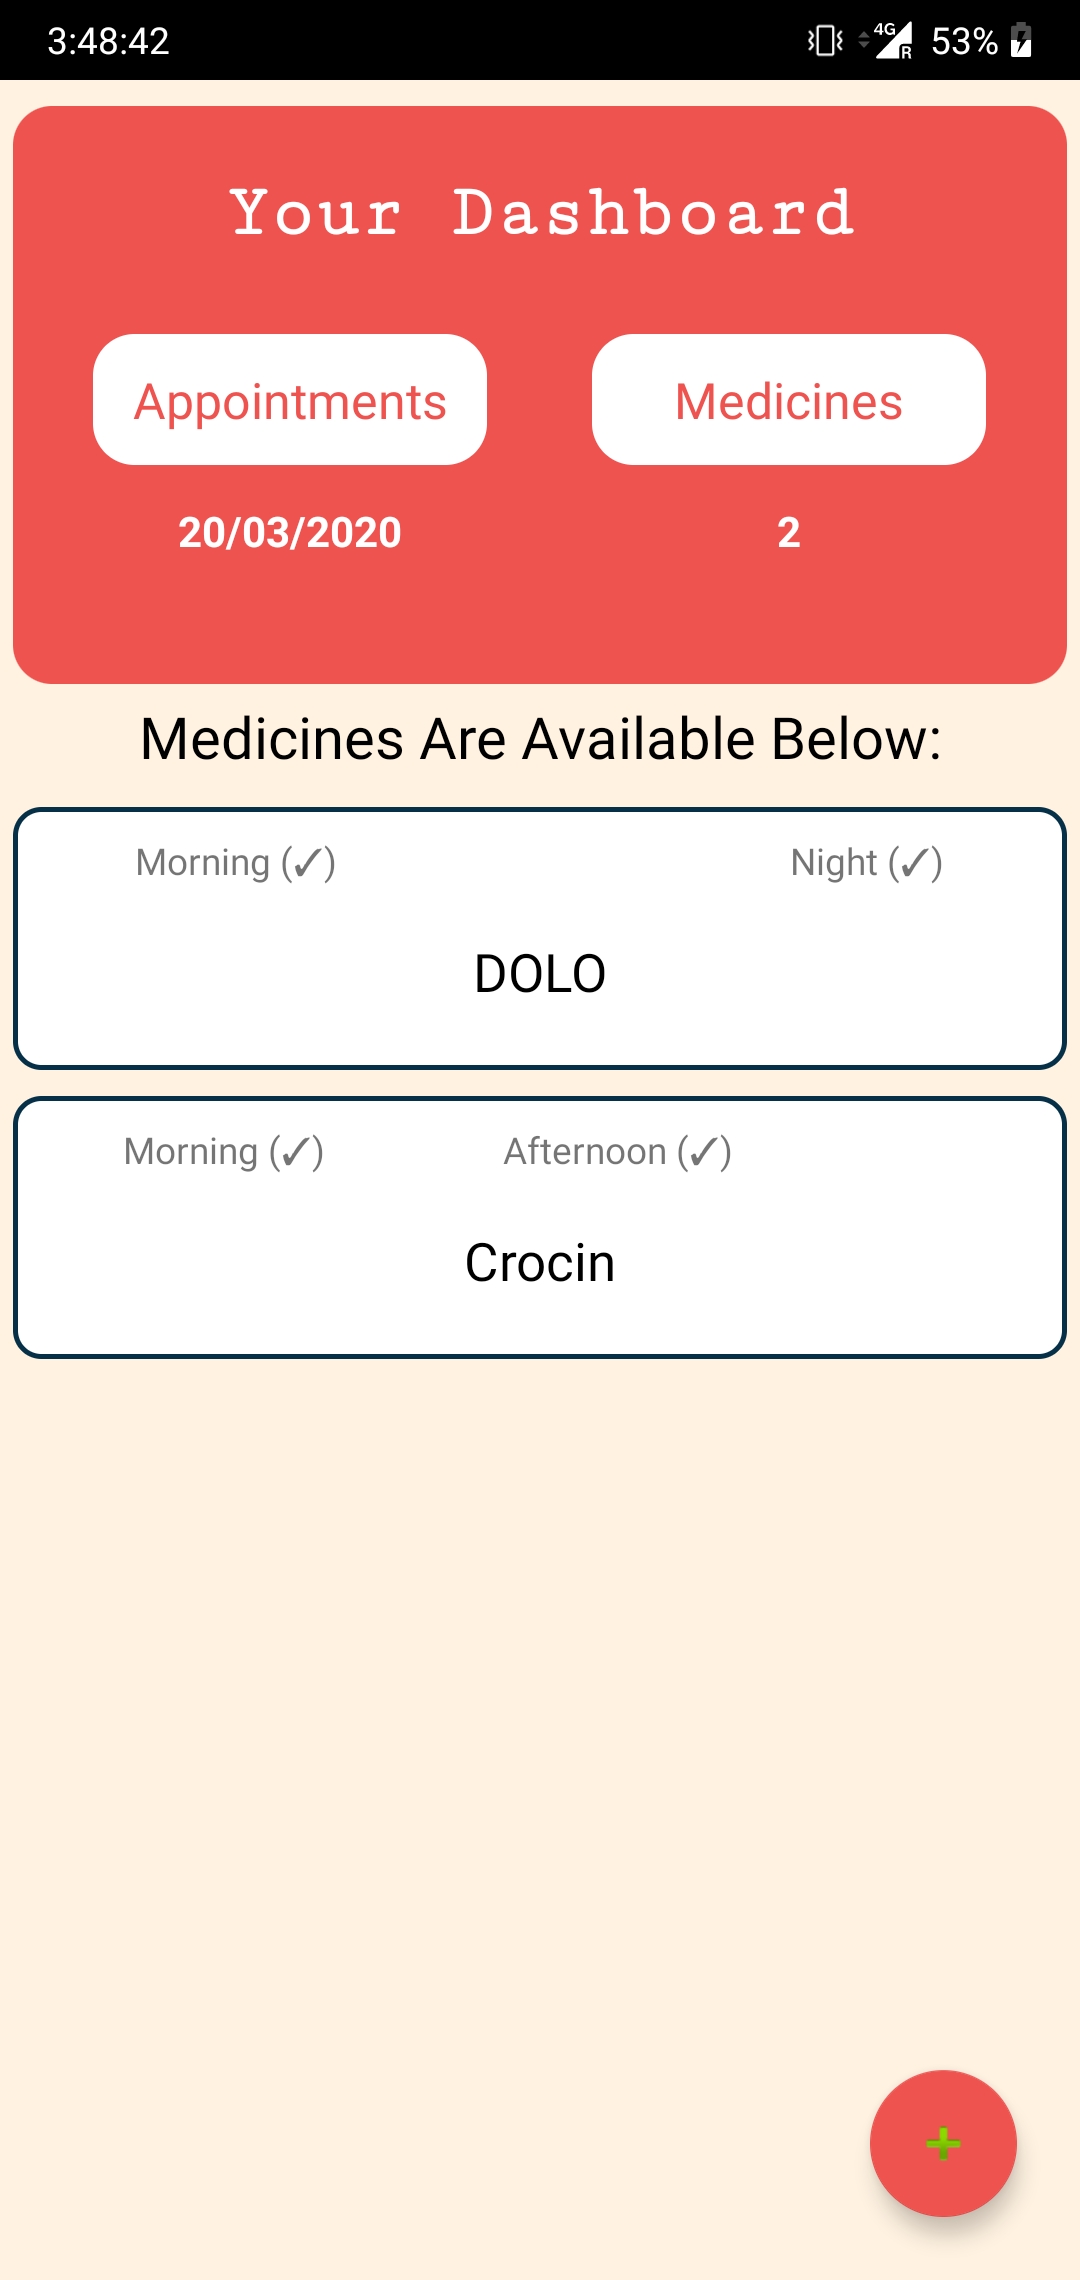 3:48:42 4G R 53%
Your Dashboard
Appointments Medicines
20/03/2020 2
Medicines Are Available Below:
Morning (✓) Night (✓)
DOLO
Morning (✓) Afternoon (✓)
Crocin
+